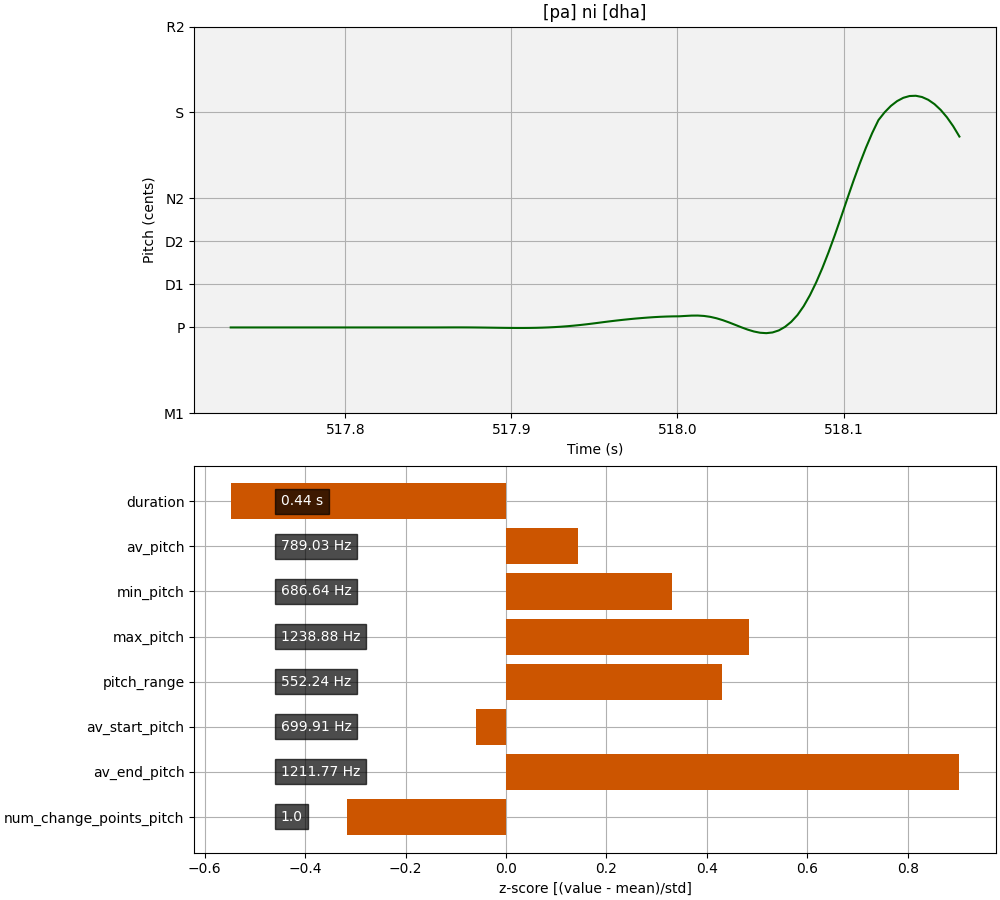 [pa] ni [dha]
R2
S
N2
D2
D1
P
M1
Pitch (cents)
517.8 517.9 518.0 518.1
Time (s)
duration 0.44 s
av_pitch 789.03 Hz
min_pitch 686.64 Hz
max_pitch 1238.88 Hz
pitch_range 552.24 Hz
av_start_pitch 699.91 Hz
av_end_pitch 1211.77 Hz
num_change_points_pitch 1.0
−0.6 −0.4 −0.2 0.0 0.2 0.4 0.6 0.8
z-score [(value - mean)/std]